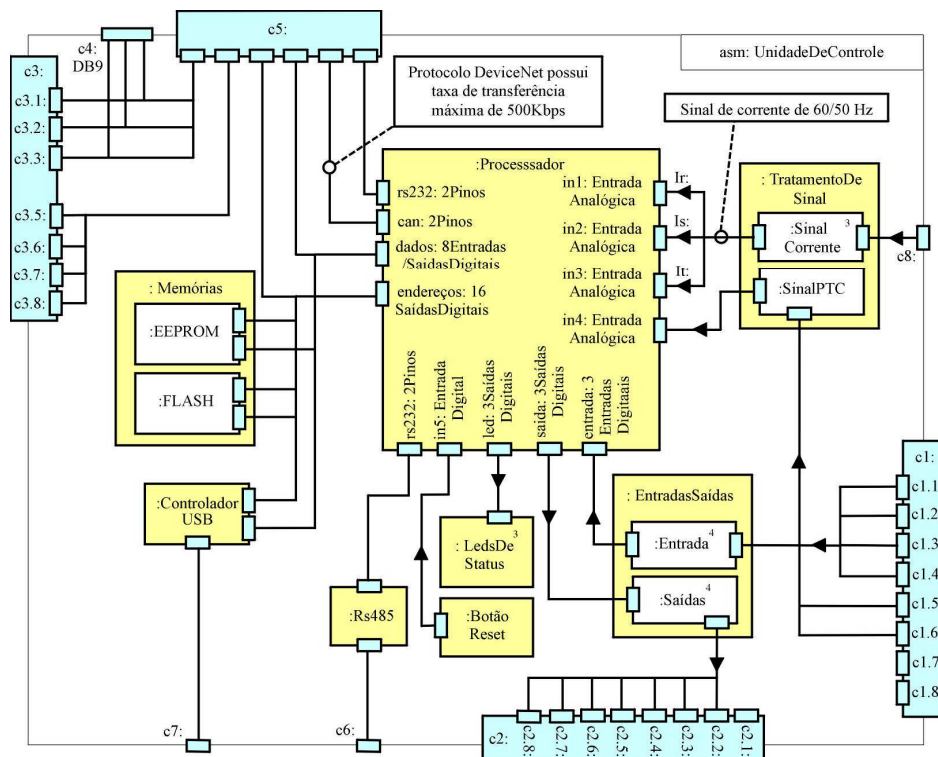 c4:
DB9
c5:
asm: UnidadeDeControle
c3:
c3.1:
c3.2:
c3.3:
c3.5:
c3.6:
c3.7:
c3.8:
Protocolo DeviceNet possui
taxa de transferência
máxima de 500Kbps
Sinal de corrente de 60/50 Hz
:Processsador
rs232: 2Pinos
can: 2Pinos
dados: 8Entradas
/SaídasDigitais
endereços: 16
SaídasDigitais
in1: Entrada
Analógica
in2: Entrada
Analógica
in3: Entrada
Analógica
in4: Entrada
Analógica
Ir:
Is:
It:
: TratamentoDe
Sinal
:Sinal 3
Corrente
:SinalPTC
c8:
: Memórias
:EEPROM
:FLASH
rs232: 2Pinos
in5: Entrada
Digital
led: 3Saídas
Digitais
saida: 3Saídas
Digitais
entrada: 3
Entradas
Digitaais
:Controlador
USB
: LedsDe 3
Status
:Rs485
:Botão
Reset
: EntradasSaídas
:Entrada 4
:Saídas 4
c1:
c1.1
c1.2
c1.3
c1.4
c1.5
c1.6
c1.7
c1.8
c7:
c6:
c2:
c2.8:
c2.7:
c2.6:
c2.5:
c2.4:
c2.3:
c2.2:
c2.1: